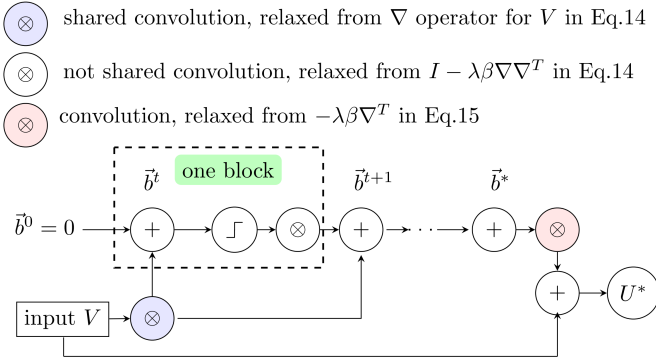 ⊗ shared convolution, relaxed from ∇ operator for V in Eq.14
⊗ not shared convolution, relaxed from I − λβ∇∇ᵀ in Eq.14
⊗ convolution, relaxed from −λβ∇ᵀ in Eq.15
one block
b⃗ᵗ b⃗ᵗ⁺¹ b⃗*
b⃗⁰ = 0 + ⊗ + · · · + ⊗
input V ⊗ + U*